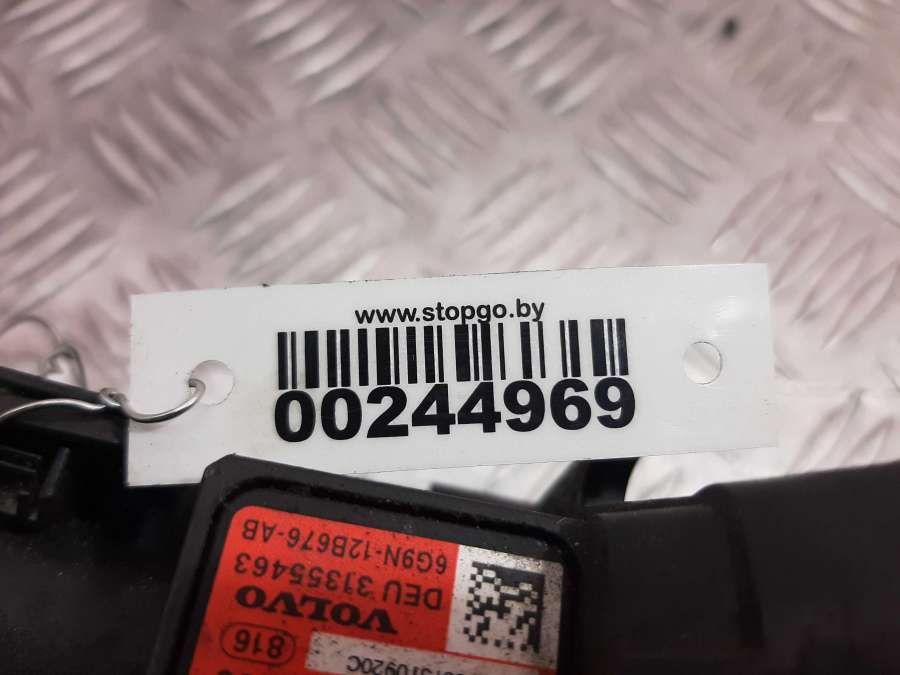 www.stopgo.by
00244969
6G9N-12B676-AB
DEU 31355463
VOLVO
816